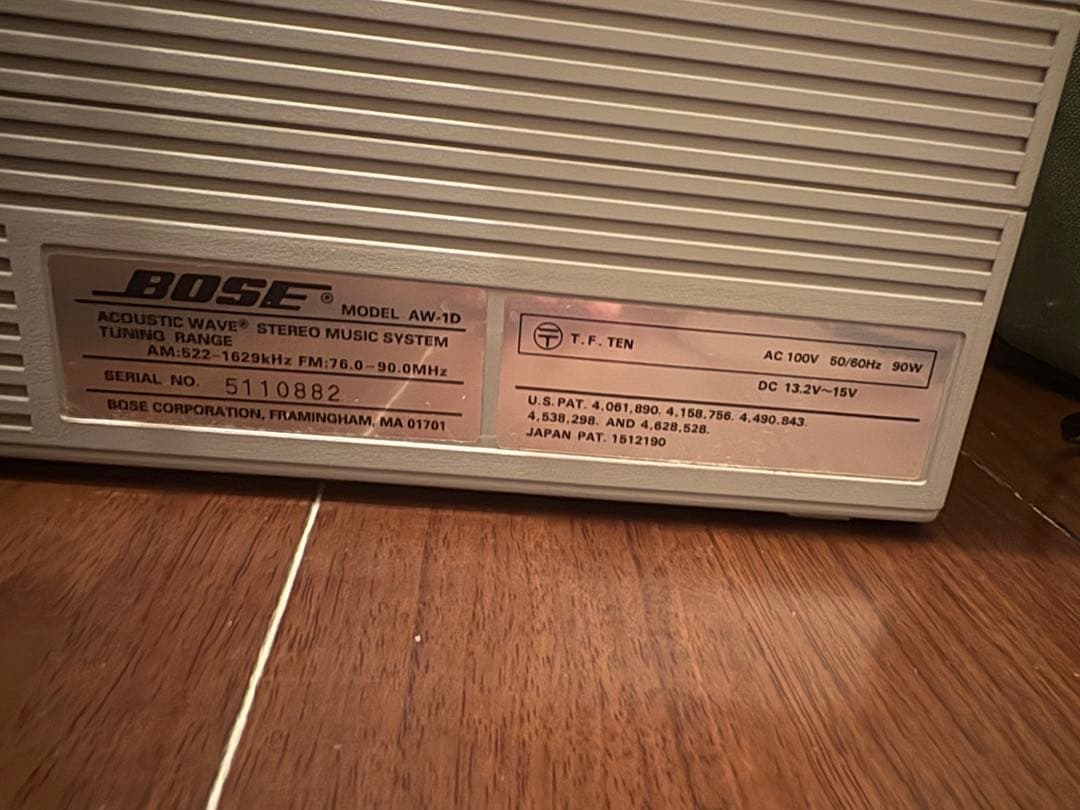 BOSE® MODEL AW-1D
ACOUSTIC WAVE® STEREO MUSIC SYSTEM
TUNING RANGE
AM:522-1629kHz FM:76.0-90.0MHz
SERIAL NO. 5110882
BOSE CORPORATION, FRAMINGHAM, MA 01701
T T.F. TEN AC 100V 50/60Hz 90W
DC 13.2V~15V
U.S.PAT. 4,061,890. 4,158,756. 4,490,843.
4,538,298. AND 4,628,528.
JAPAN PAT. 1512190